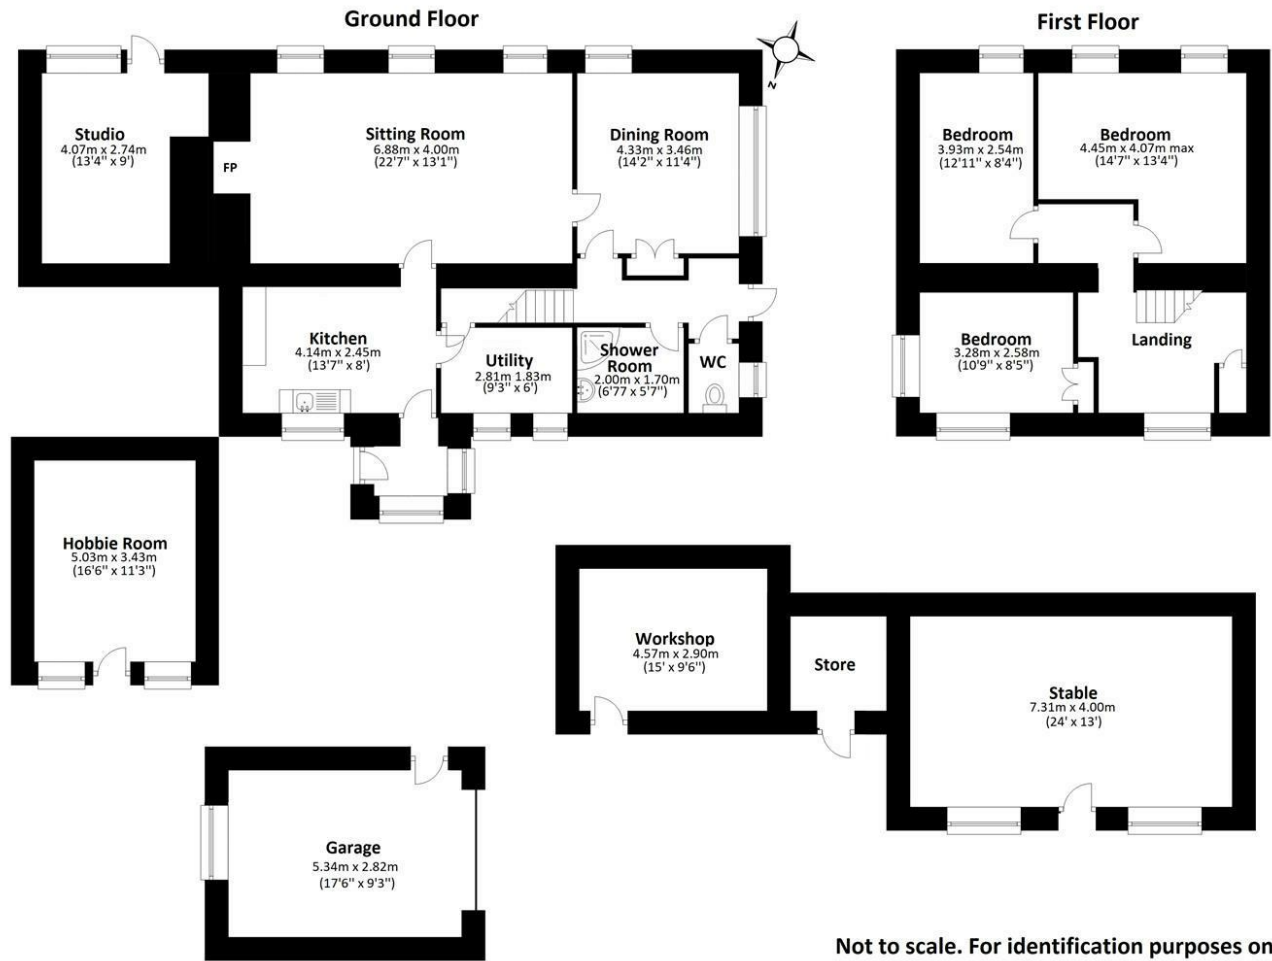 Ground Floor
First Floor
N
Studio
4.07m x 2.74m
(13'4" x 9')
FP
Sitting Room
6.88m x 4.00m
(22'7" x 13'1")
Dining Room
4.33m x 3.46m
(14'2" x 11'4")
Bedroom
3.93m x 2.54m
(12'11" x 8'4")
Bedroom
4.45m x 4.07m max
(14'7" x 13'4")
Kitchen
4.14m x 2.45m
(13'7" x 8')
Utility
2.81m 1.83m
(9'3" x 6')
Shower
Room
2.00m x 1.70m
(6'77 x 5'7")
WC
Bedroom
3.28m x 2.58m
(10'9" x 8'5")
Landing
Hobbie Room
5.03m x 3.43m
(16'6" x 11'3")
Workshop
4.57m x 2.90m
(15' x 9'6")
Store
Stable
7.31m x 4.00m
(24' x 13')
Garage
5.34m x 2.82m
(17'6" x 9'3")
Not to scale. For identification purposes on